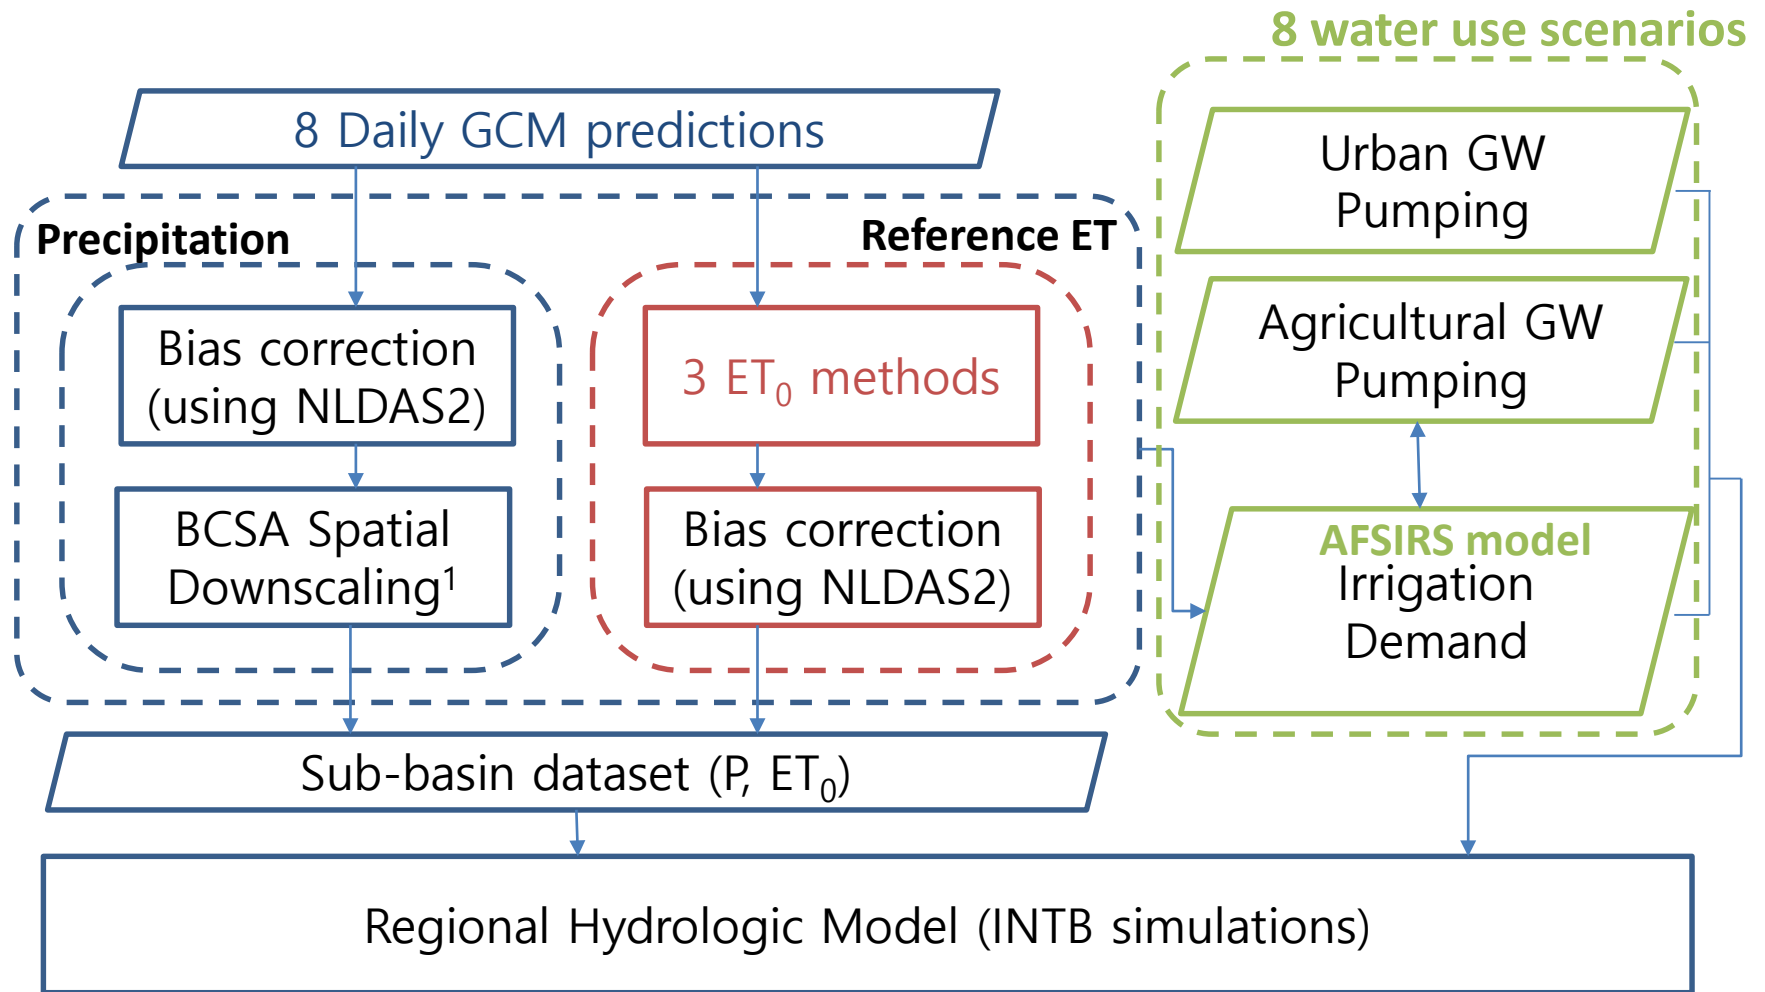 8 water use scenarios
8 Daily GCM predictions
Precipitation
Reference ET
Bias correction
(using NLDAS2)
BCSA Spatial
Downscaling¹
3 ET₀ methods
Bias correction
(using NLDAS2)
Urban GW
Pumping
Agricultural GW
Pumping
AFSIRS model
Irrigation
Demand
Sub-basin dataset (P, ET₀)
Regional Hydrologic Model (INTB simulations)